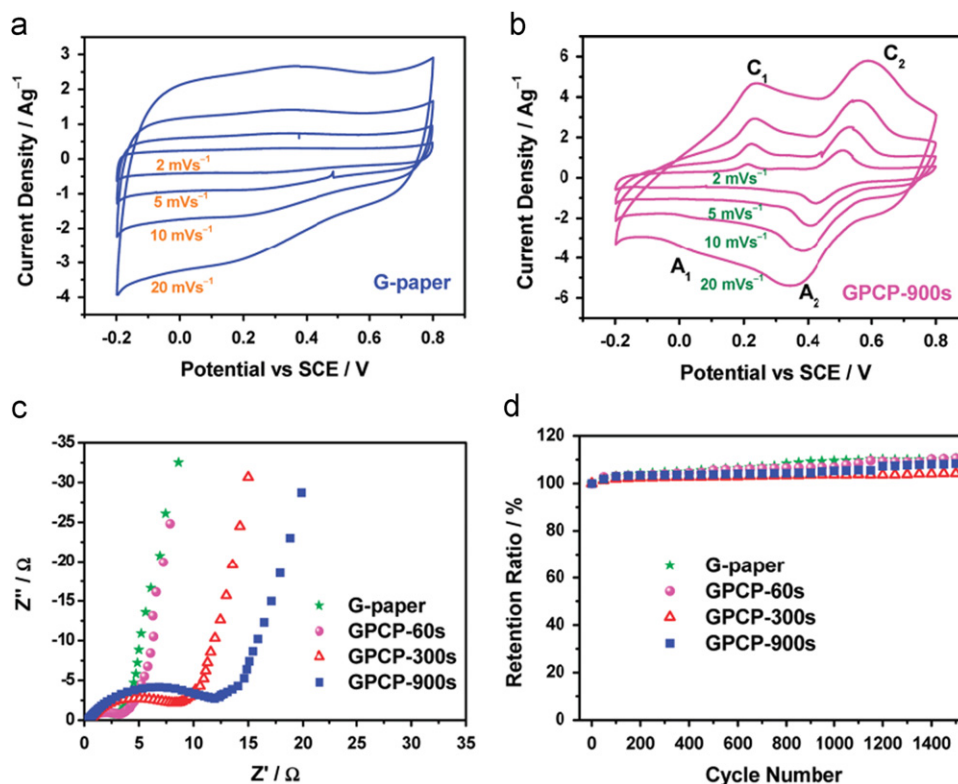 a
Current Density / Ag⁻¹
3
2
1
0
-1
-2
-3
-4
2 mVs⁻¹
5 mVs⁻¹
10 mVs⁻¹
20 mVs⁻¹
G-paper
-0.2 0.0 0.2 0.4 0.6 0.8
Potential vs SCE / V
b
Current Density / Ag⁻¹
6
4
2
0
-2
-4
-6
C₁
C₂
2 mVs⁻¹
5 mVs⁻¹
10 mVs⁻¹
20 mVs⁻¹
A₁
A₂
GPCP-900s
-0.2 0.0 0.2 0.4 0.6 0.8
Potential vs SCE / V
c
Z'' / Ω
-35
-30
-25
-20
-15
-10
-5
0
G-paper
GPCP-60s
GPCP-300s
GPCP-900s
0 5 10 15 20 25 30 35
Z' / Ω
d
Retention Ratio / %
120
100
80
60
40
20
0
G-paper
GPCP-60s
GPCP-300s
GPCP-900s
0 200 400 600 800 1000 1200 1400
Cycle Number